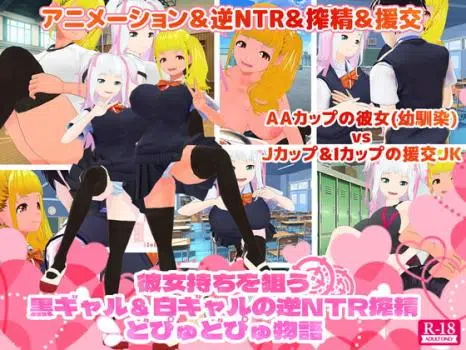 アニメーション&逆NTR&搾精&援交
AAカップの彼女(幼馴染)
vs
Jカップ&Iカップの援交JK
彼女持ちを狙う
黒ギャル&白ギャルの逆NTR搾精
どぴゅどぴゅ物語
R-18
ADULT ONLY